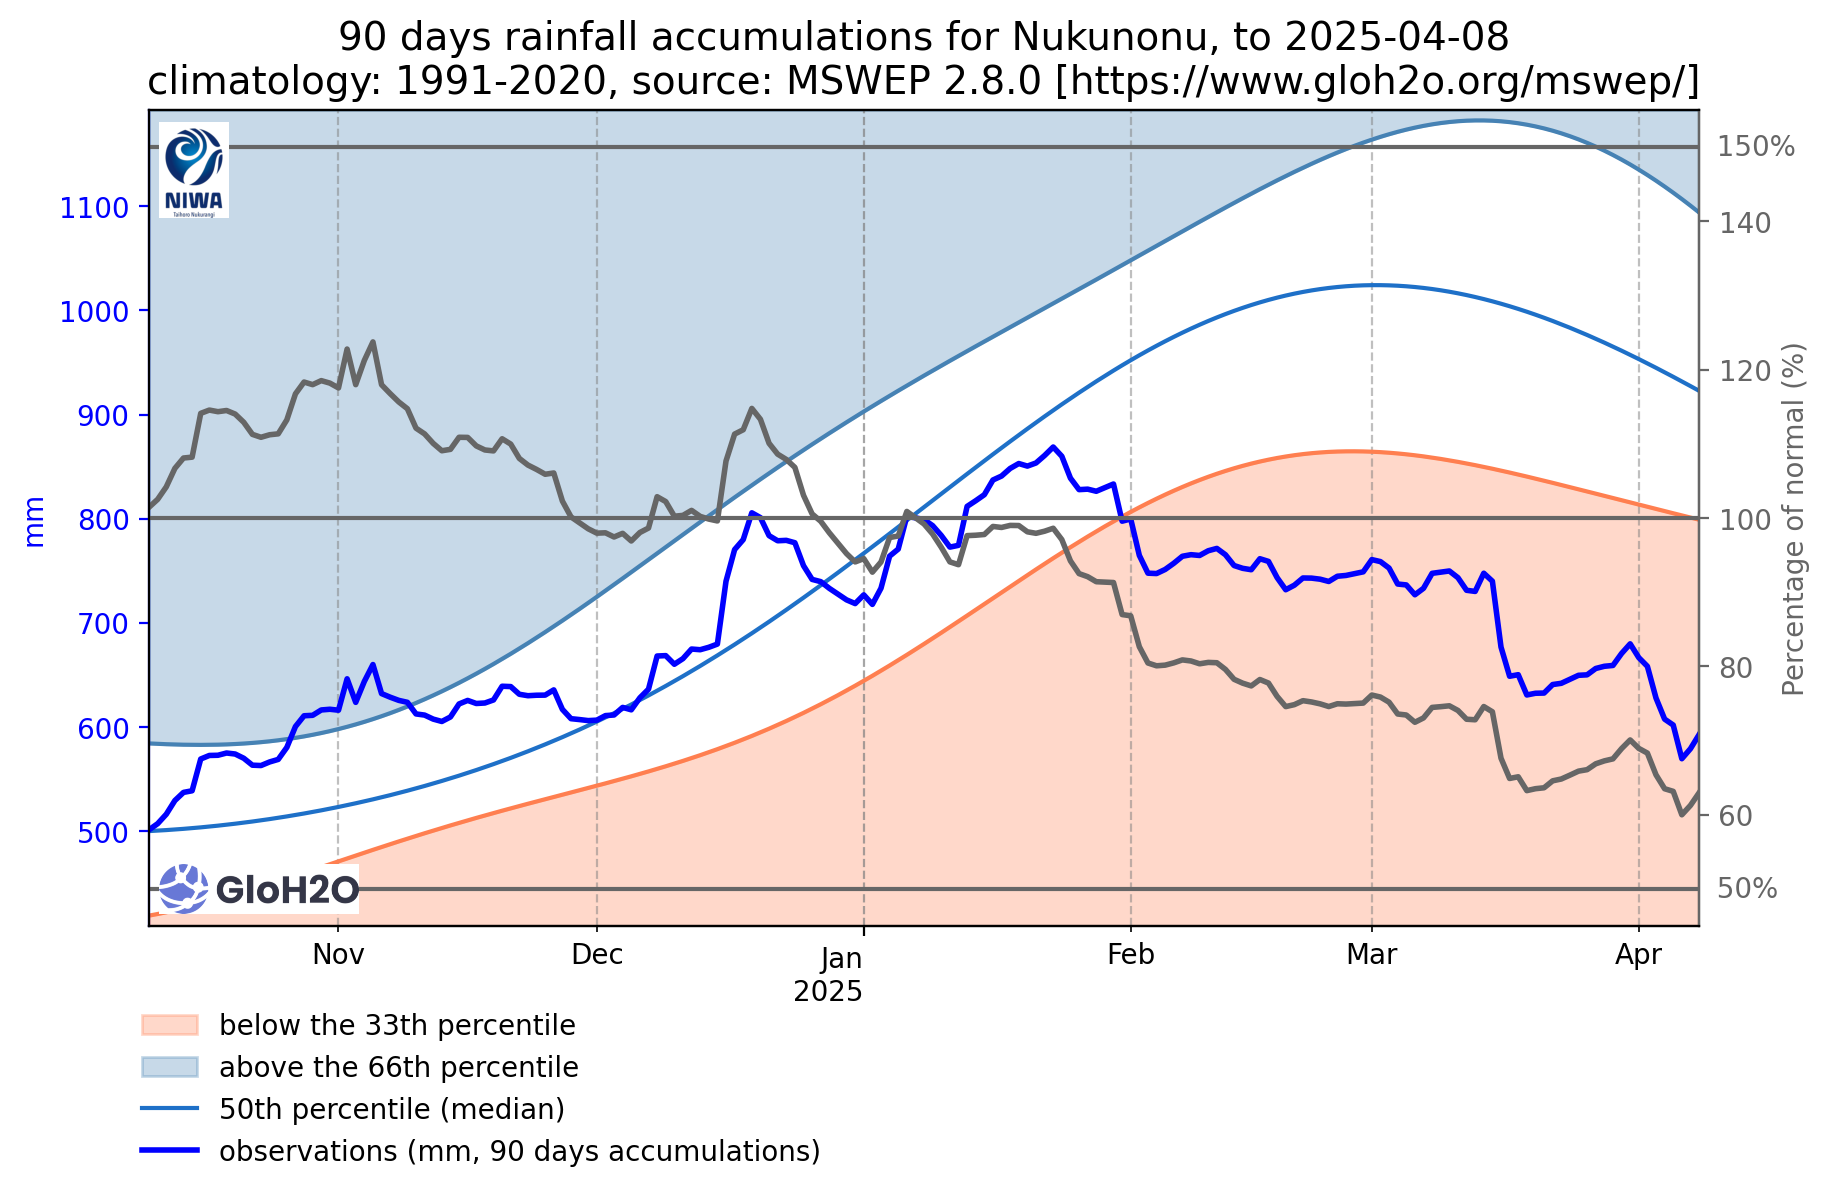 90 days rainfall accumulations for Nukunonu, to 2025-04-08
climatology: 1991-2020, source: MSWEP 2.8.0 [https://www.gloh2o.org/mswep/]
NIWA
Taihoro Nukurangi
1100
1000
900
800
700
600
500
mm
150%
140
120
100
80
60
50%
Percentage of normal (%)
GloH2O
Nov
Dec
Jan
2025
Feb
Mar
Apr
below the 33th percentile
above the 66th percentile
50th percentile (median)
observations (mm, 90 days accumulations)